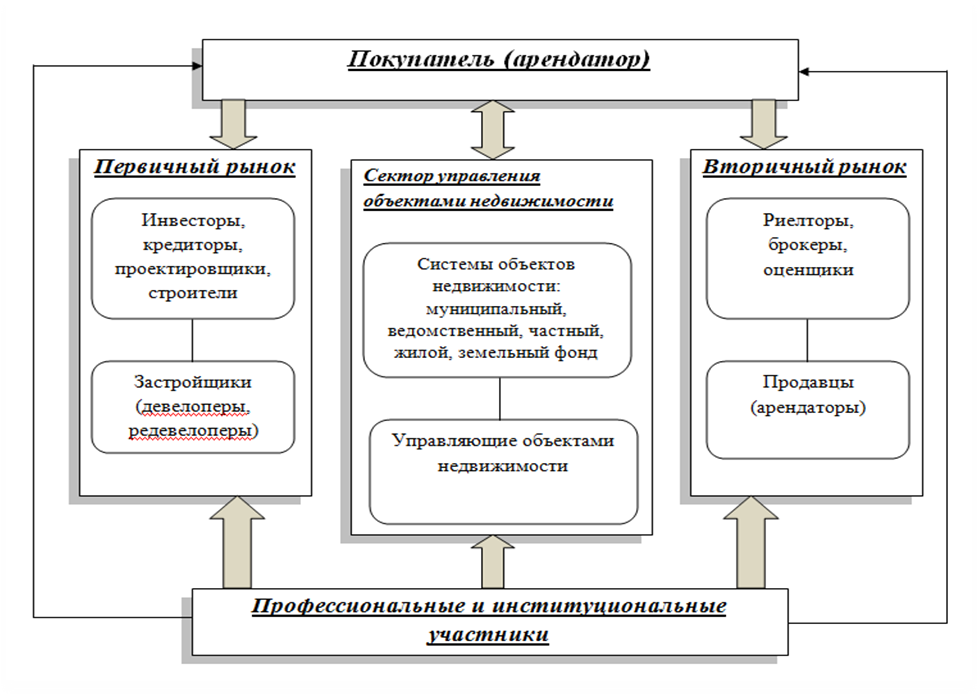 Покупатель (арендатор)
Первичный рынок
Инвесторы,
кредиторы,
проектировщики,
строители
Застройщики
(девелоперы,
редевелоперы)
Сектор управления
объектами недвижимости
Системы объектов
недвижимости:
муниципальный,
ведомственный, частный,
жилой, земельный фонд
Управляющие объектами
недвижимости
Вторичный рынок
Риелторы,
брокеры,
оценщики
Продавцы
(арендаторы)
Профессиональные и институциональные
участники